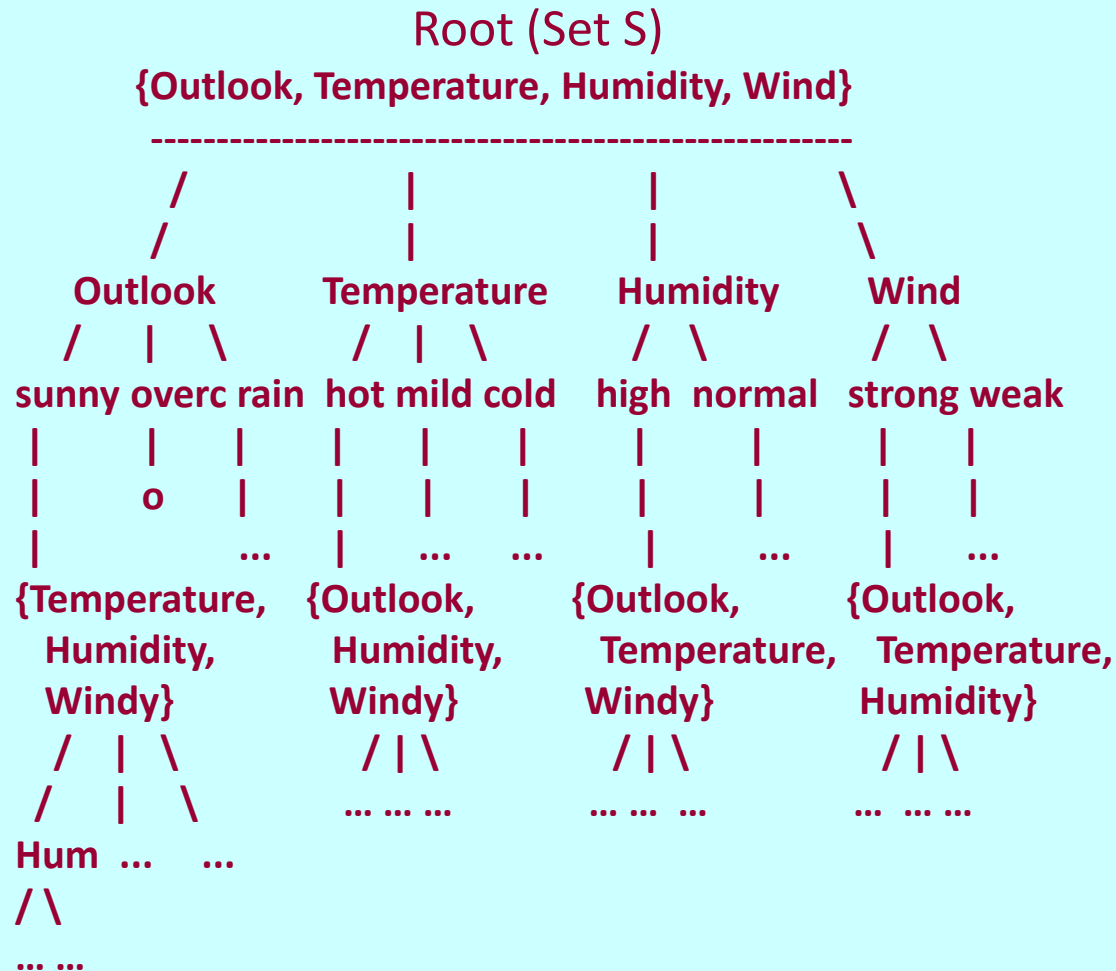 Root (Set S)
{Outlook, Temperature, Humidity, Wind}
------------------------------------------------------
/ | | \
/ | | \
Outlook Temperature Humidity Wind
/ | \ / | \ / \ / \
sunny overc rain hot mild cold high normal strong weak
| | | | | | | | | |
| o | | | | | | | |
| ... | ... ... | ... | ...
{Temperature, {Outlook, {Outlook, {Outlook,
Humidity, Humidity, Temperature, Temperature,
Windy} Windy} Windy} Humidity}
/ | \ / | \ / | \ / | \
/ | \ ... ... ... ... ... ... ... ... ...
Hum ... ...
/ \
... ...